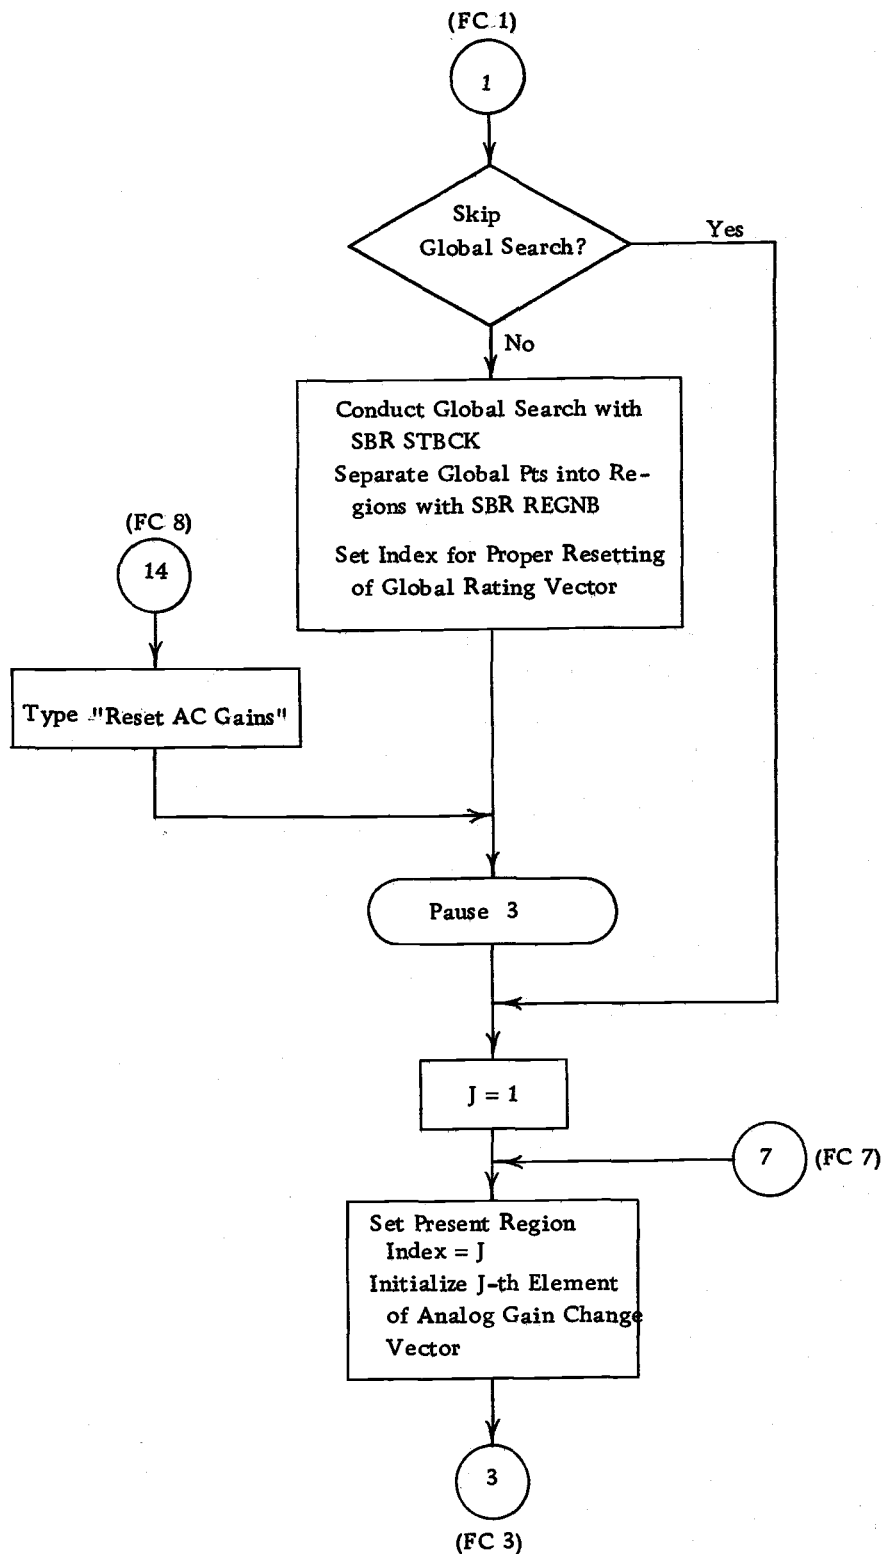 (FC 1)
1
Skip
Global Search?
Yes
No
Conduct Global Search with
SBR STBCK
Separate Global Pts into Re-
gions with SBR REGNB
Set Index for Proper Resetting
of Global Rating Vector
(FC 8)
14
Type "Reset AC Gains"
Pause 3
J = 1
7
(FC 7)
Set Present Region
Index = J
Initialize J-th Element
of Analog Gain Change
Vector
3
(FC 3)